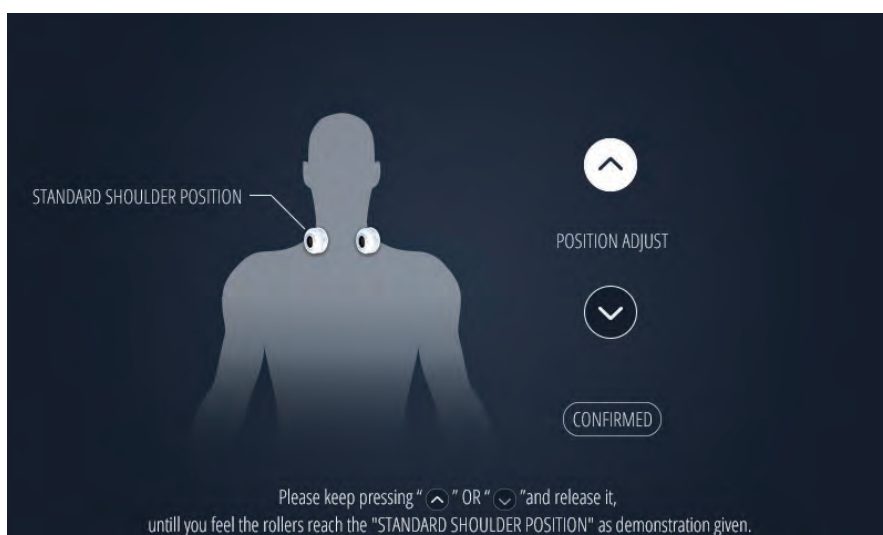 STANDARD SHOULDER POSITION
POSITION ADJUST
CONFIRMED
Please keep pressing “ ” OR “ ”and release it,
untill you feel the rollers reach the "STANDARD SHOULDER POSITION" as demonstration given.